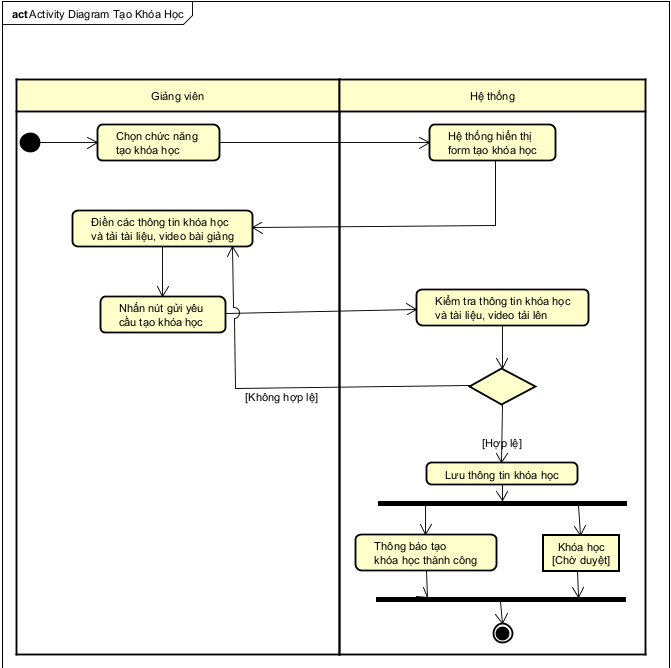 act Activity Diagram Tạo Khóa Học
Giảng viên
Hệ thống
Chọn chức năng
tạo khóa học
Hệ thống hiển thị
form tạo khóa học
Điền các thông tin khóa học
và tải tài liệu, video bài giảng
Nhấn nút gửi yêu
cầu tạo khóa học
Kiểm tra thông tin khóa học
và tài liệu, video tải lên
[Không hợp lệ]
[Hợp lệ]
Lưu thông tin khóa học
Thông báo tạo
khóa học thành công
Khóa học
[Chờ duyệt]